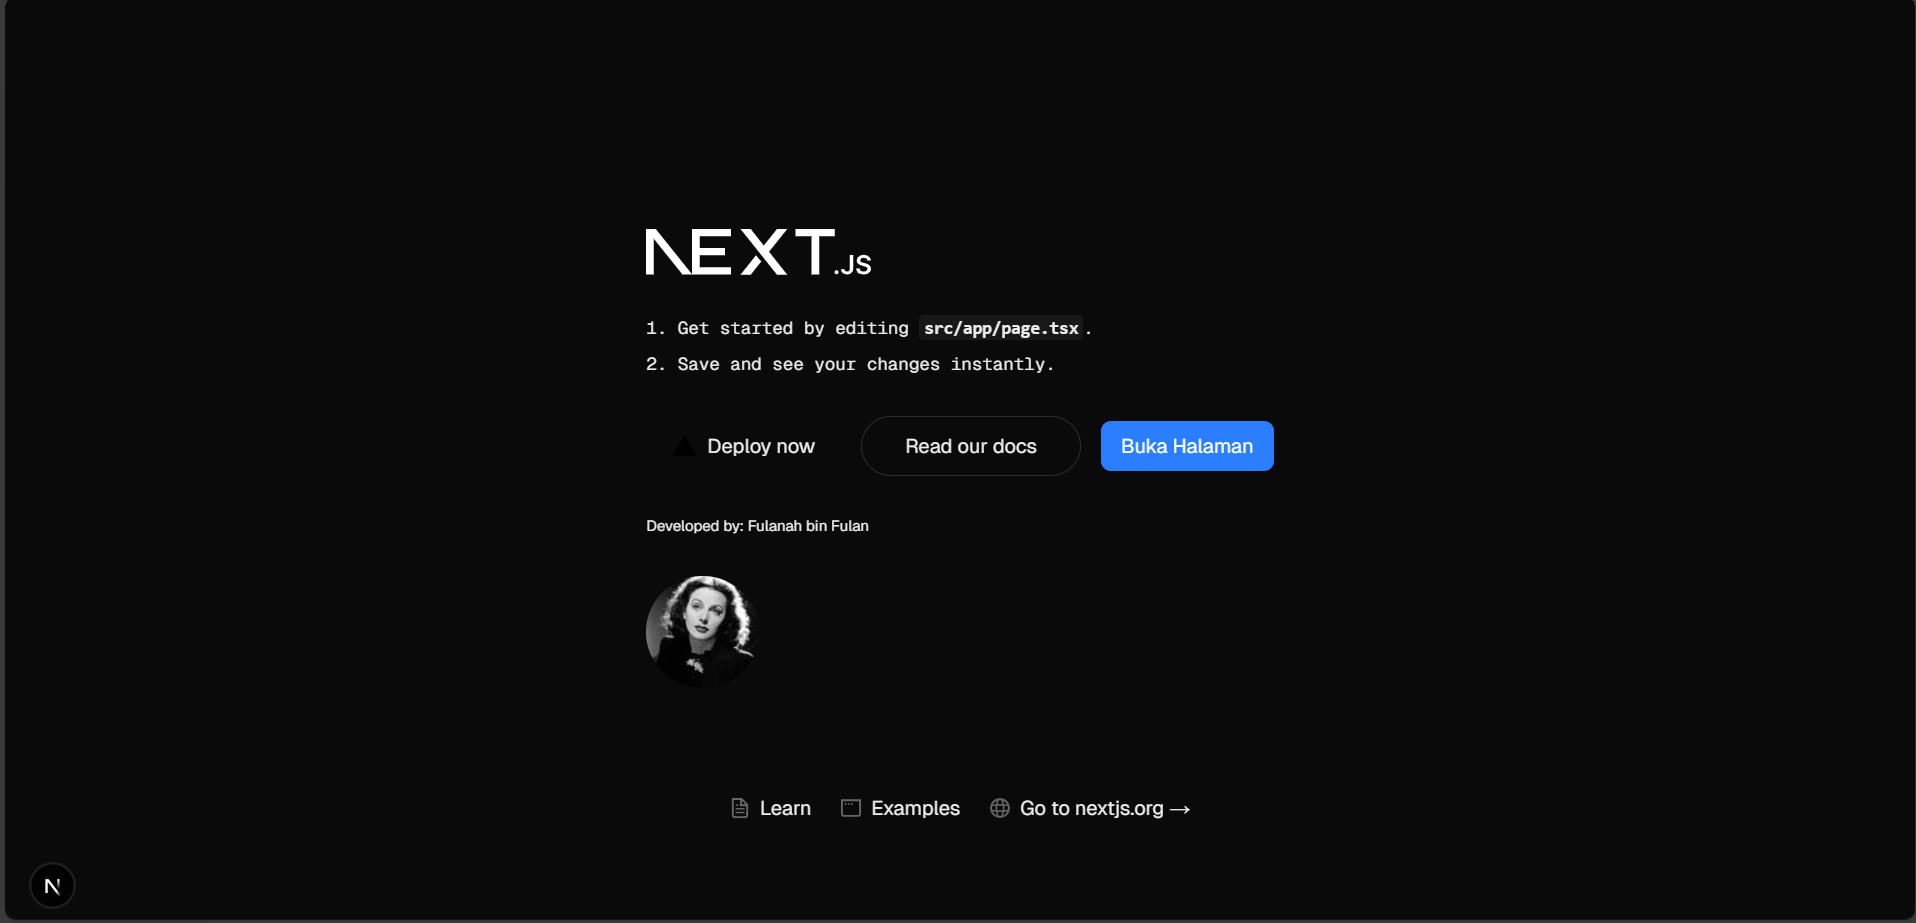 NEXT.JS
1. Get started by editing src/app/page.tsx.
2. Save and see your changes instantly.
Deploy now Read our docs Buka Halaman
Developed by: Fulanah bin Fulan
Learn Examples Go to nextjs.org →
N